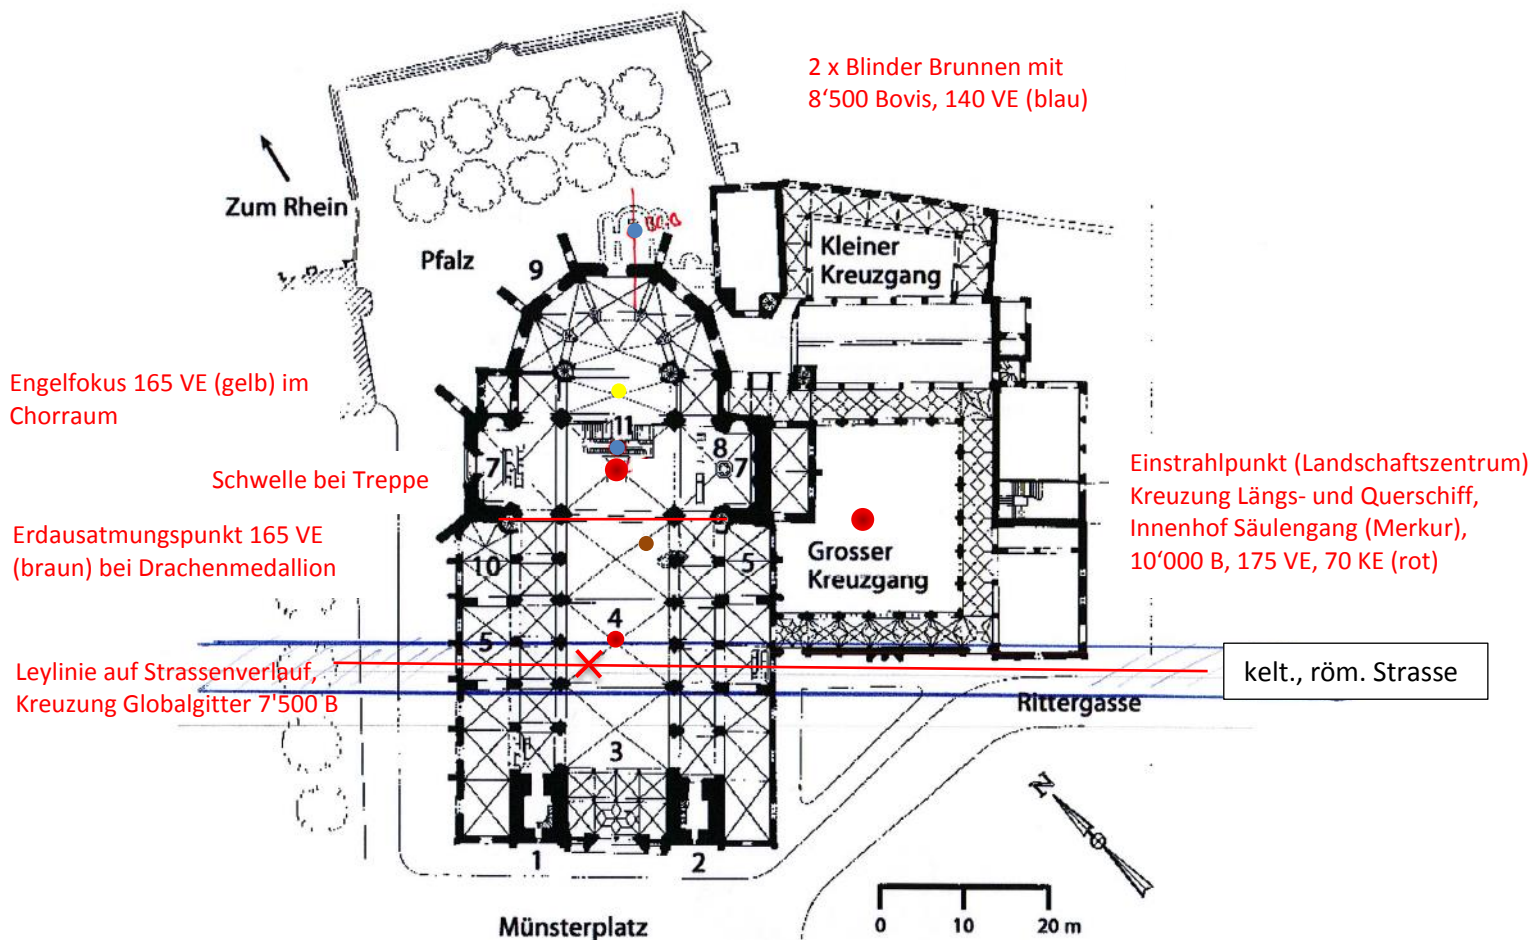 2 x Blinder Brunnen mit
8‘500 Bovis, 140 VE (blau)
Zum Rhein
Pfalz
9
Kleiner
Kreuzgang
Engelfokus 165 VE (gelb) im
Chorraum
11
7
8
7
Schwelle bei Treppe
Einstrahlpunkt (Landschaftszentrum)
Kreuzung Längs- und Querschiff,
Innenhof Säulengang (Merkur),
10‘000 B, 175 VE, 70 KE (rot)
Erdausatmungspunkt 165 VE
(braun) bei Drachenmedallion
10
5
Grosser
Kreuzgang
4
5
Leylinie auf Strassenverlauf,
Kreuzung Globalgitter 7'500 B
kelt., röm. Strasse
Rittergasse
3
N
1
2
0 10 20 m
Münsterplatz